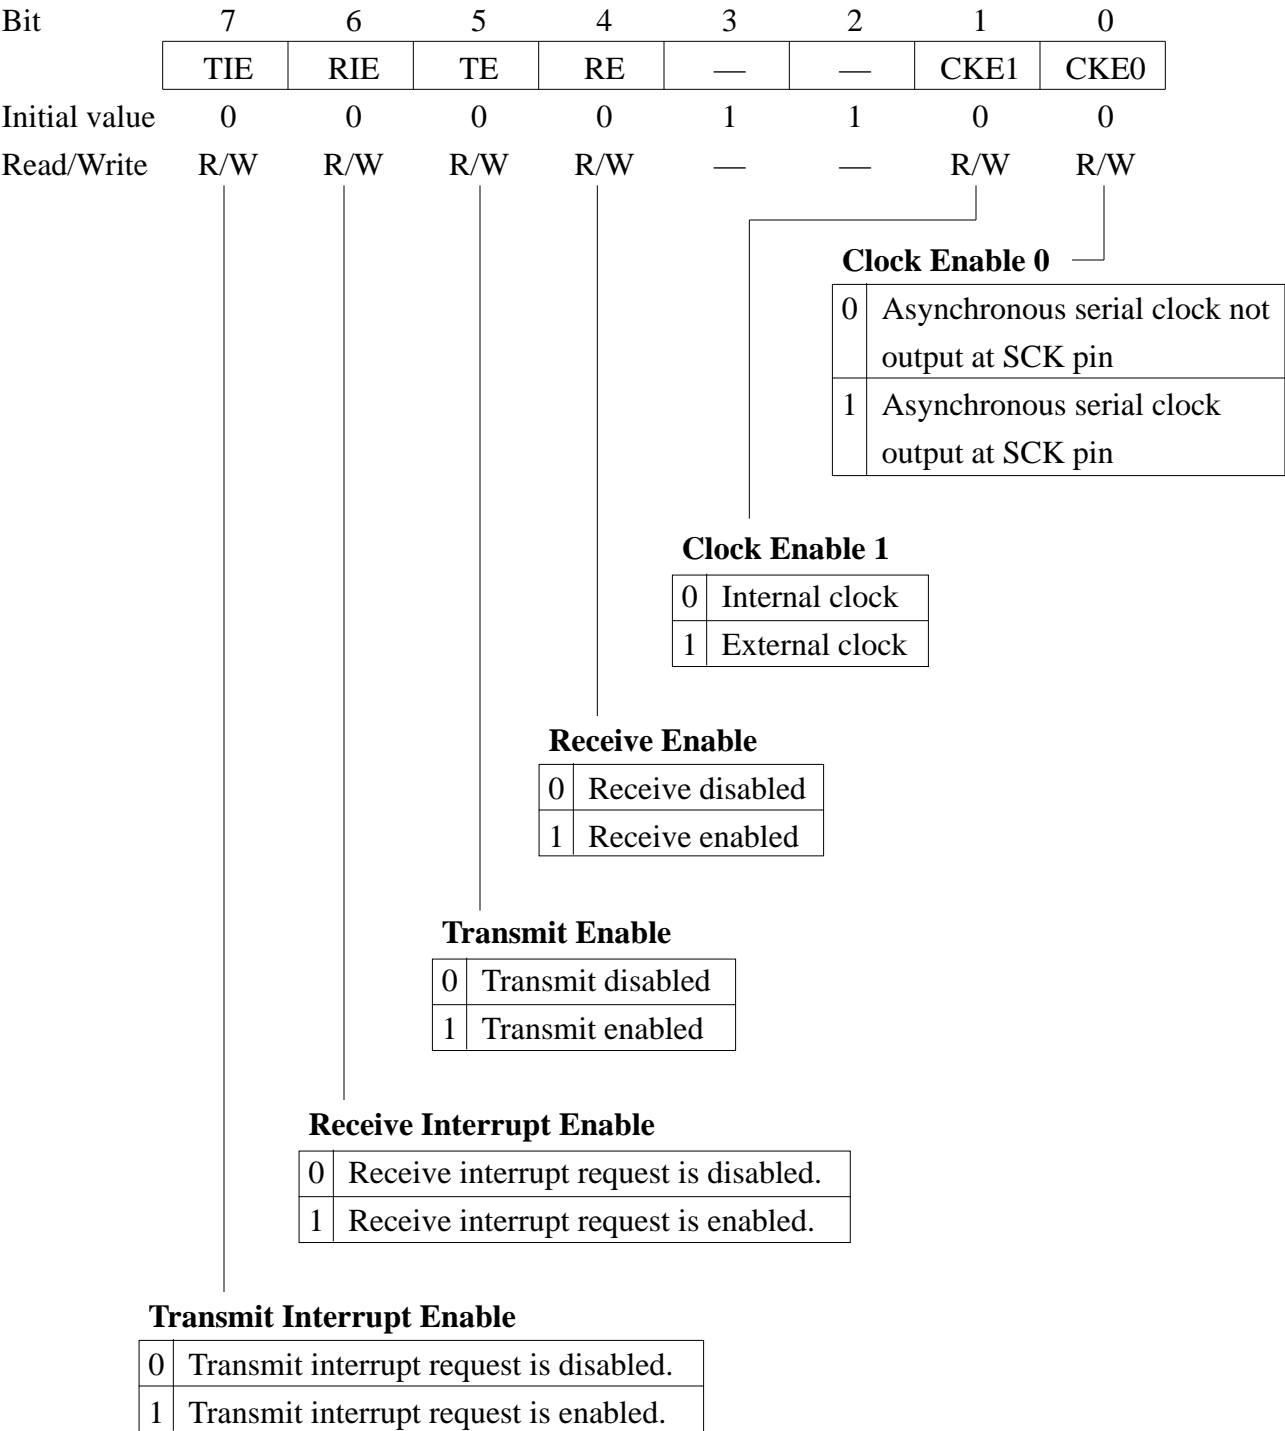 Bit 7 6 5 4 3 2 1 0
TIE RIE TE RE — — CKE1 CKE0
Initial value 0 0 0 0 1 1 0 0
Read/Write R/W R/W R/W R/W — — R/W R/W
Clock Enable 0
0 Asynchronous serial clock not
output at SCK pin
1 Asynchronous serial clock
output at SCK pin
Clock Enable 1
0 Internal clock
1 External clock
Receive Enable
0 Receive disabled
1 Receive enabled
Transmit Enable
0 Transmit disabled
1 Transmit enabled
Receive Interrupt Enable
0 Receive interrupt request is disabled.
1 Receive interrupt request is enabled.
Transmit Interrupt Enable
0 Transmit interrupt request is disabled.
1 Transmit interrupt request is enabled.